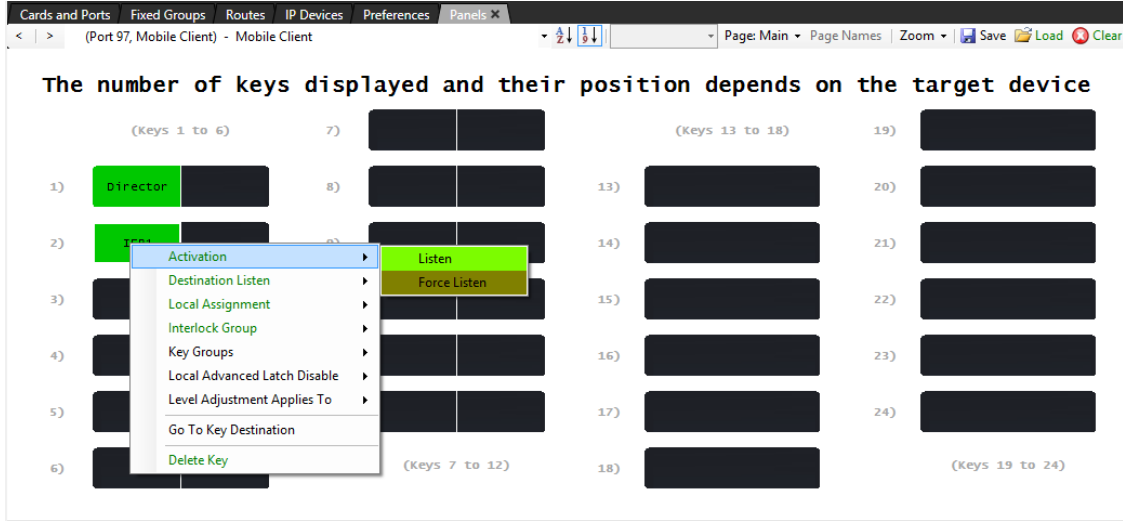 Cards and Ports Fixed Groups Routes IP Devices Preferences Panels ×
< > (Port 97, Mobile Client) - Mobile Client A Z 1 9 Page: Main Page Names Zoom Save Load Clear
The number of keys displayed and their position depends on the target device
(Keys 1 to 6) 7) (Keys 13 to 18) 19)
1) Director 8) 13) 20)
2) 14) 21)
Activation Listen
Destination Listen Force Listen
3) Local Assignment 15) 22)
Interlock Group
4) Key Groups 16) 23)
Local Advanced Latch Disable
5) Level Adjustment Applies To 17) 24)
Go To Key Destination
6) Delete Key (Keys 7 to 12) 18) (Keys 19 to 24)